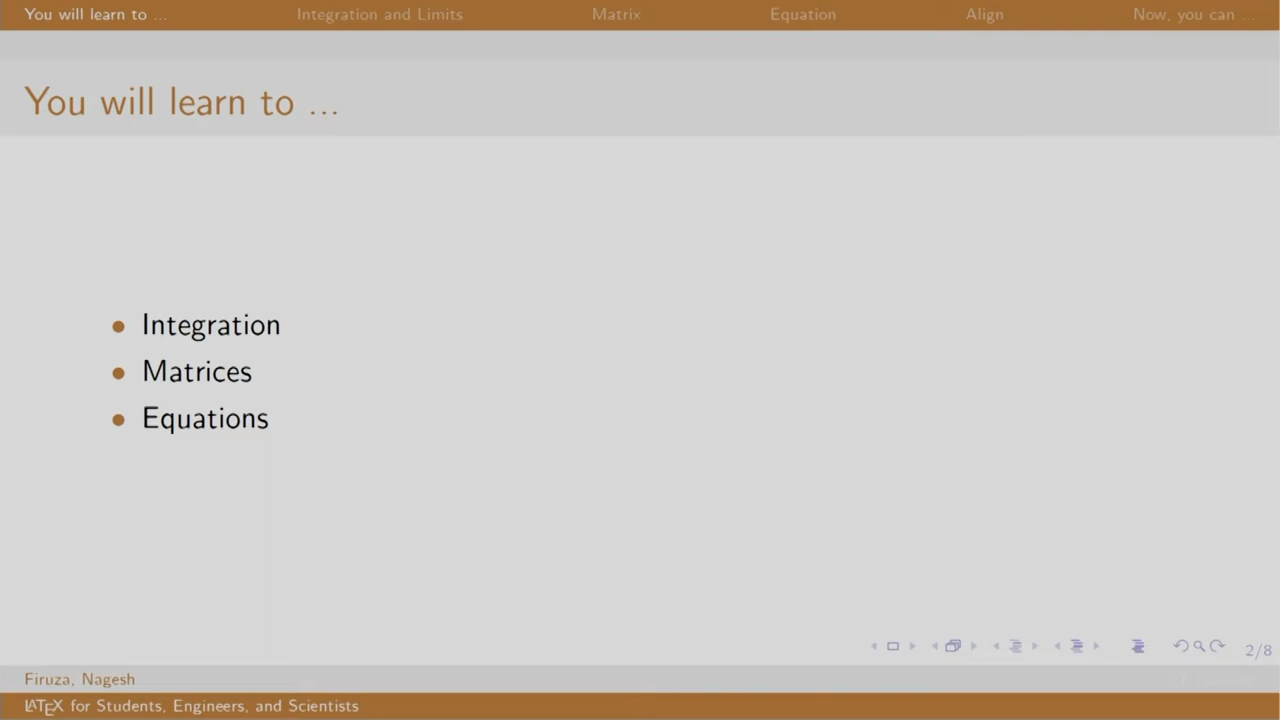 You will learn to ... Integration and Limits Matrix Equation Align Now, you can ...
You will learn to ...
• Integration
• Matrices
• Equations
2/8
Firuza, Nagesh
LATEX for Students, Engineers, and Scientists